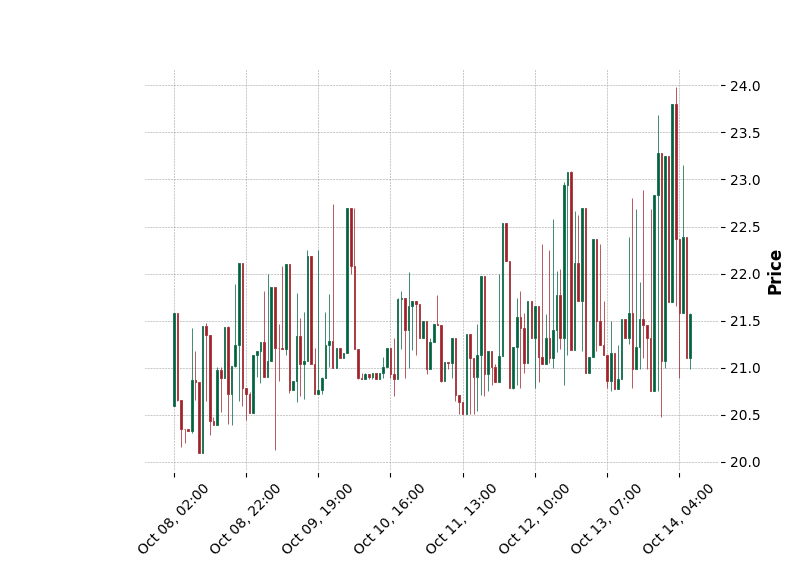 24.0
23.5
23.0
22.5
22.0
21.5
21.0
20.5
20.0
Price
Oct 08, 02:00
Oct 08, 22:00
Oct 09, 19:00
Oct 10, 16:00
Oct 11, 13:00
Oct 12, 10:00
Oct 13, 07:00
Oct 14, 04:00